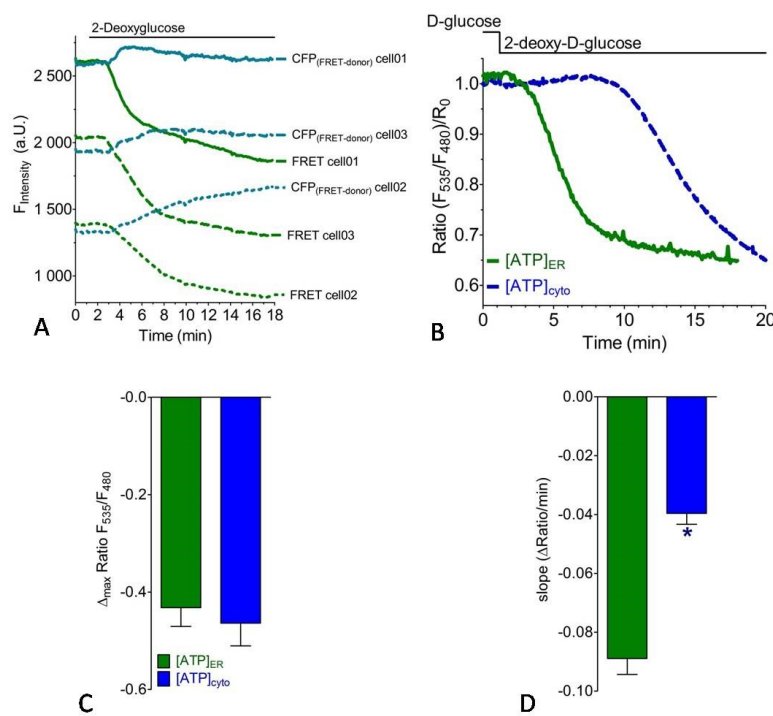 2-Deoxyglucose
F_Intensity (a.U.)
2 500
2 000
1 500
1 000
0 2 4 6 8 10 12 14 16 18
Time (min)
CFP(FRET-donor) cell01
CFP(FRET-donor) cell03
FRET cell01
CFP(FRET-donor) cell02
FRET cell03
FRET cell02
A
D-glucose
2-deoxy-D-glucose
Ratio (F535/F480)/R0
1.0
0.9
0.8
0.7
0.6
[ATP]ER
[ATP]cyto
0 5 10 15 20
Time (min)
B
Δmax Ratio F535/F480
-0.0
-0.2
-0.4
-0.6
[ATP]ER
[ATP]cyto
C
slope (ΔRatio/min)
0.00
-0.02
-0.04
-0.06
-0.08
-0.10
*
D